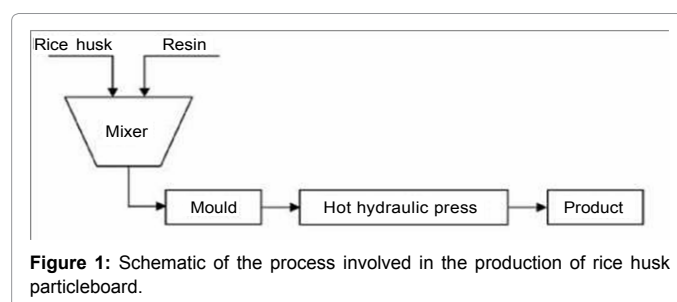 Rice husk Resin
Mixer
Mould Hot hydraulic press Product
Figure 1: Schematic of the process involved in the production of rice husk
particleboard.